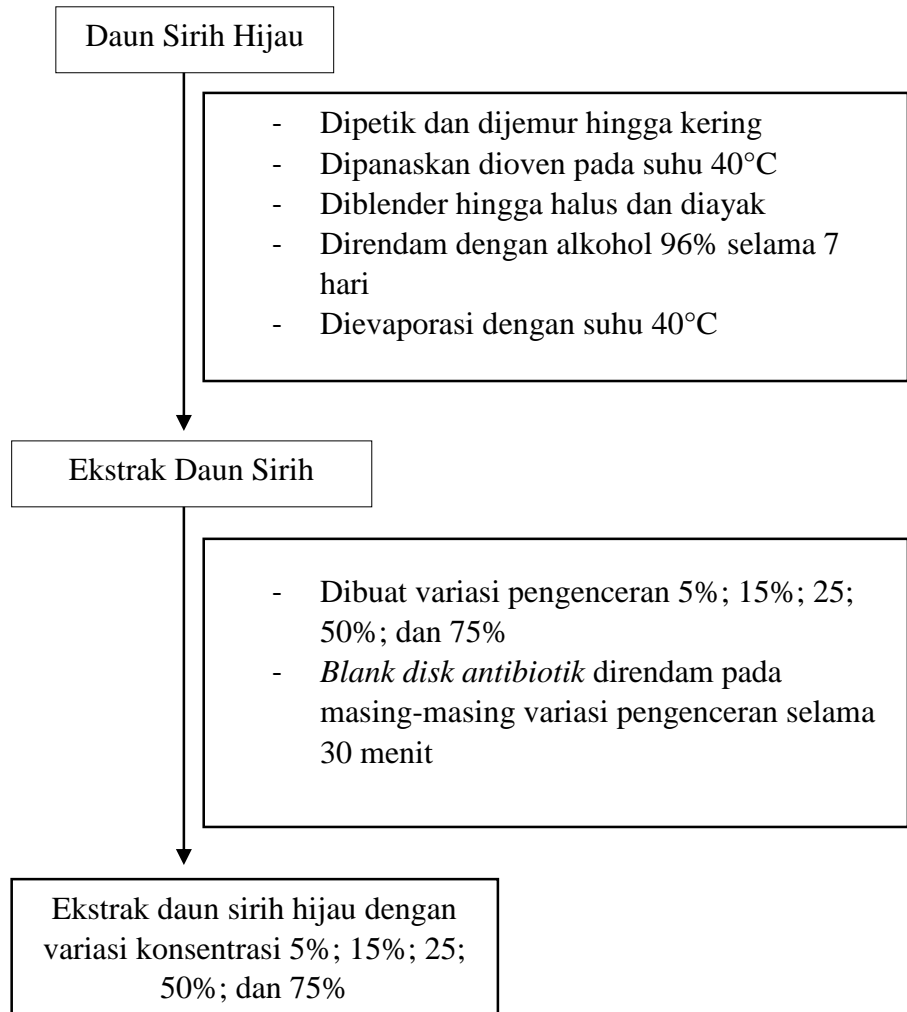 Daun Sirih Hijau
- Dipetik dan dijemur hingga kering
- Dipanaskan dioven pada suhu 40°C
- Diblender hingga halus dan diayak
- Direndam dengan alkohol 96% selama 7
hari
- Dievaporasi dengan suhu 40°C
Ekstrak Daun Sirih
- Dibuat variasi pengenceran 5%; 15%; 25;
50%; dan 75%
- Blank disk antibiotik direndam pada
masing-masing variasi pengenceran selama
30 menit
Ekstrak daun sirih hijau dengan
variasi konsentrasi 5%; 15%; 25;
50%; dan 75%